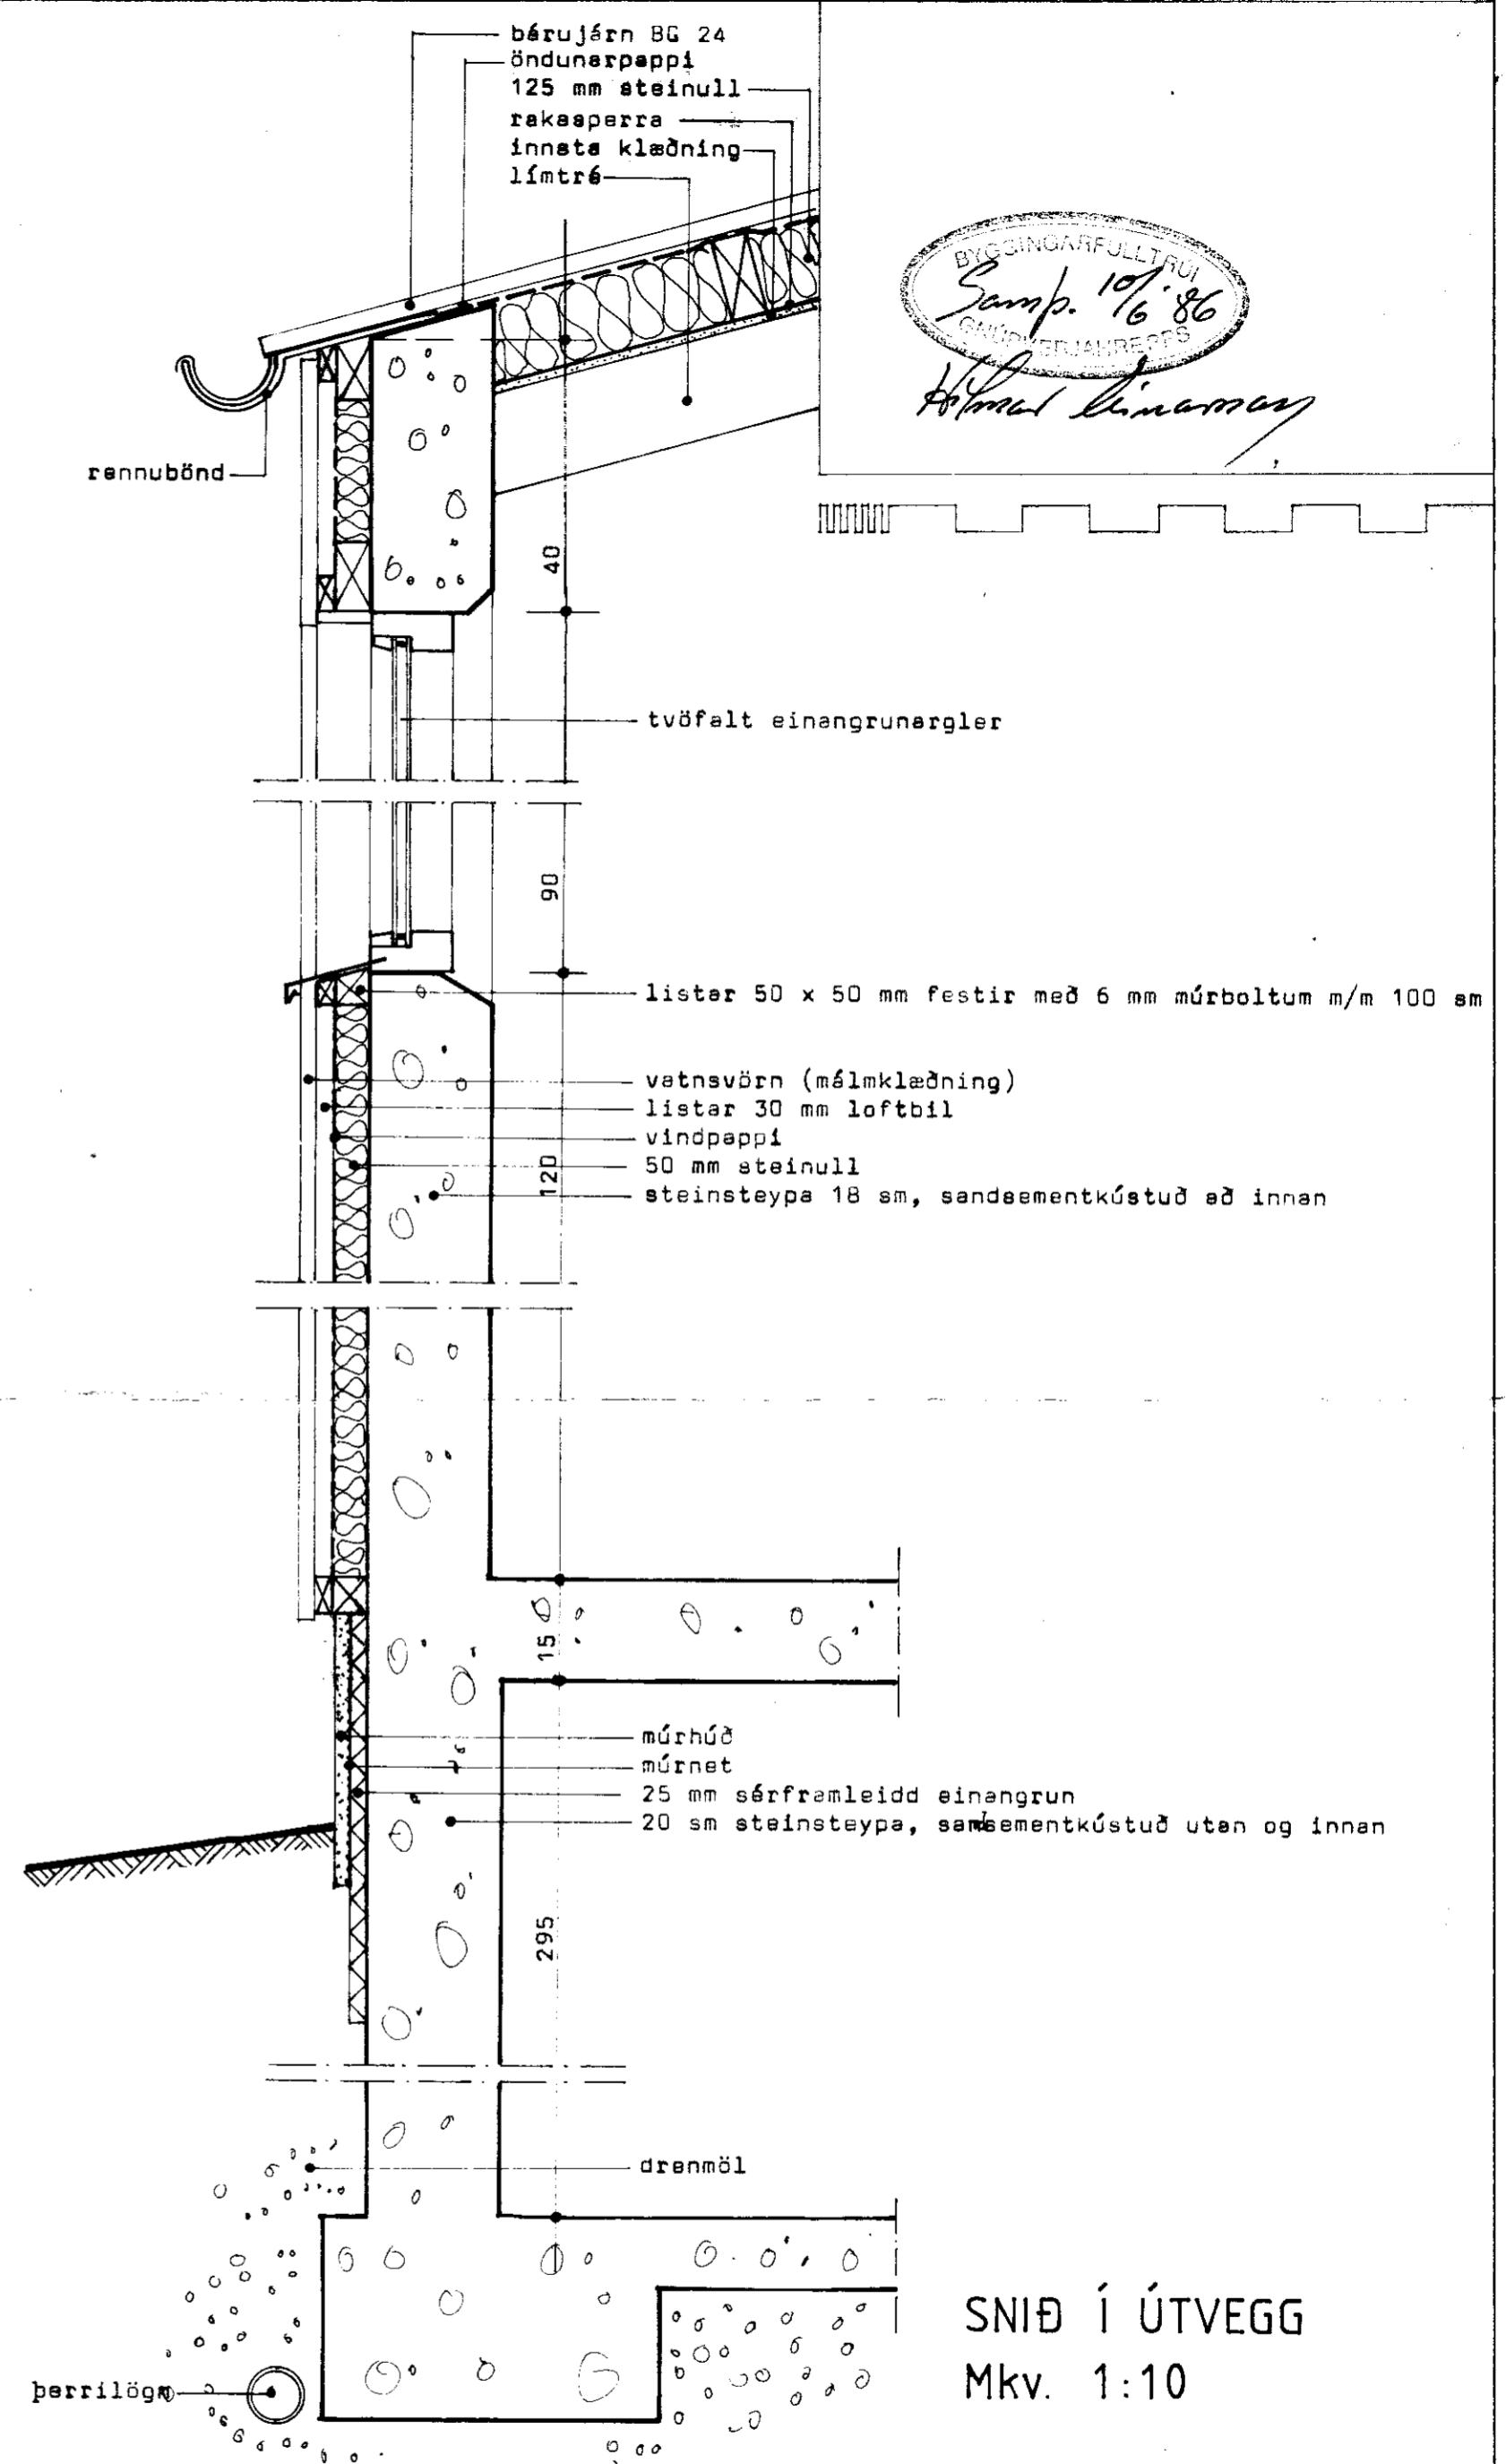 bárujárn BG 24
öndunarpappi
125 mm steinull
rakasperra
innsta klæðning
límtré
BYGGINGARFULLTRÚI
Samþ. 10/6 '86
GNÚPVERJAHREPPS
Hilmar Einarsson
rennubönd
40
tvöfalt einangrunargler
90
listar 50 x 50 mm festir með 6 mm múrboltum m/m 100 sm
vatnsvörn (málmklæðning)
listar 30 mm loftbil
vindpappi
50 mm steinull
120
steinsteypa 18 sm, sandsementkústuð að innan
15
múrhúð
múrnet
25 mm sérframleidd einangrun
20 sm steinsteypa, sandsementkústuð utan og innan
295
drenmöl
SNIÐ Í ÚTVEGG
Mkv. 1:10
þerrilögn